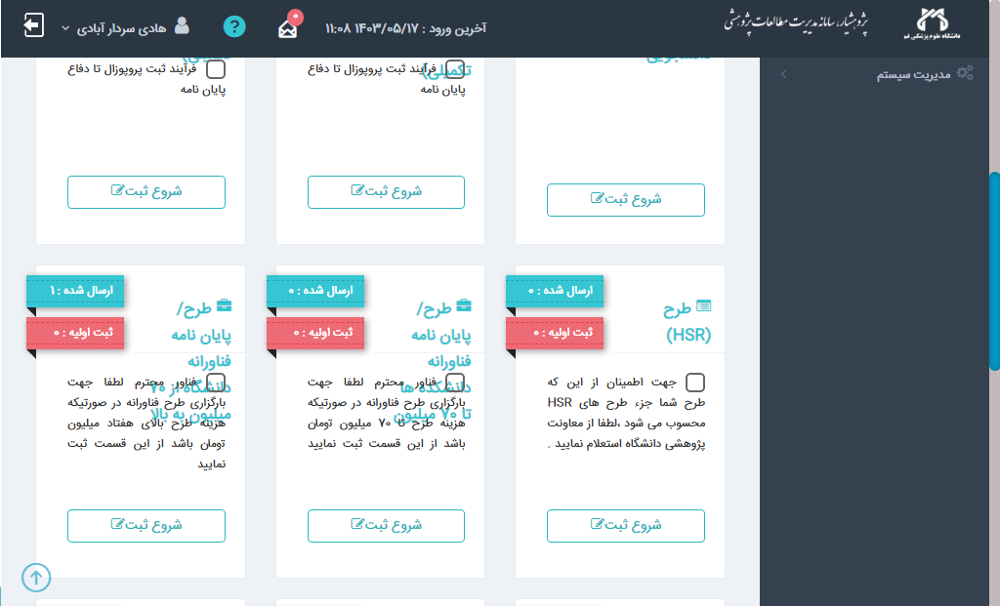 دانشگاه علوم پزشکی قم
پژوهشیار، سامانه مدیریت مطالعات پژوهشی
آخرین ورود : ۱۴۰۳/۰۵/۱۷ ۱۱:۰۸
۰
?
هادی سردار آبادی
مدیریت سیستم
شروع ثبت
تکمیلی)
فرآیند ثبت پروپوزال تا دفاع
پایان نامه
شروع ثبت
فرآیند ثبت پروپوزال تا دفاع
پایان نامه
شروع ثبت
ارسال شده : ۰
ثبت اولیه : ۰
طرح
(HSR)
جهت اطمینان از این که
طرح شما جزء طرح های HSR
محسوب می شود ،لطفا از معاونت
پژوهشی دانشگاه استعلام نمایید .
شروع ثبت
ارسال شده : ۰
ثبت اولیه : ۰
طرح/
پایان نامه
فناورانه
دانشکده ها
تا ۷۰ میلیون
فناور محترم لطفا جهت
بارگزاری طرح فناورانه در صورتیکه
هزینه طرح تا ۷۰ میلیون تومان
باشد از این قسمت ثبت نمایید
شروع ثبت
ارسال شده : ۱
ثبت اولیه : ۰
طرح/
پایان نامه
فناورانه
دانشگاه از ۷۰
میلیون به بالا
فناور محترم لطفا جهت
بارگزاری طرح فناورانه در صورتیکه
هزینه طرح بالای هفتاد میلیون
تومان باشد از این قسمت ثبت
نمایید
شروع ثبت